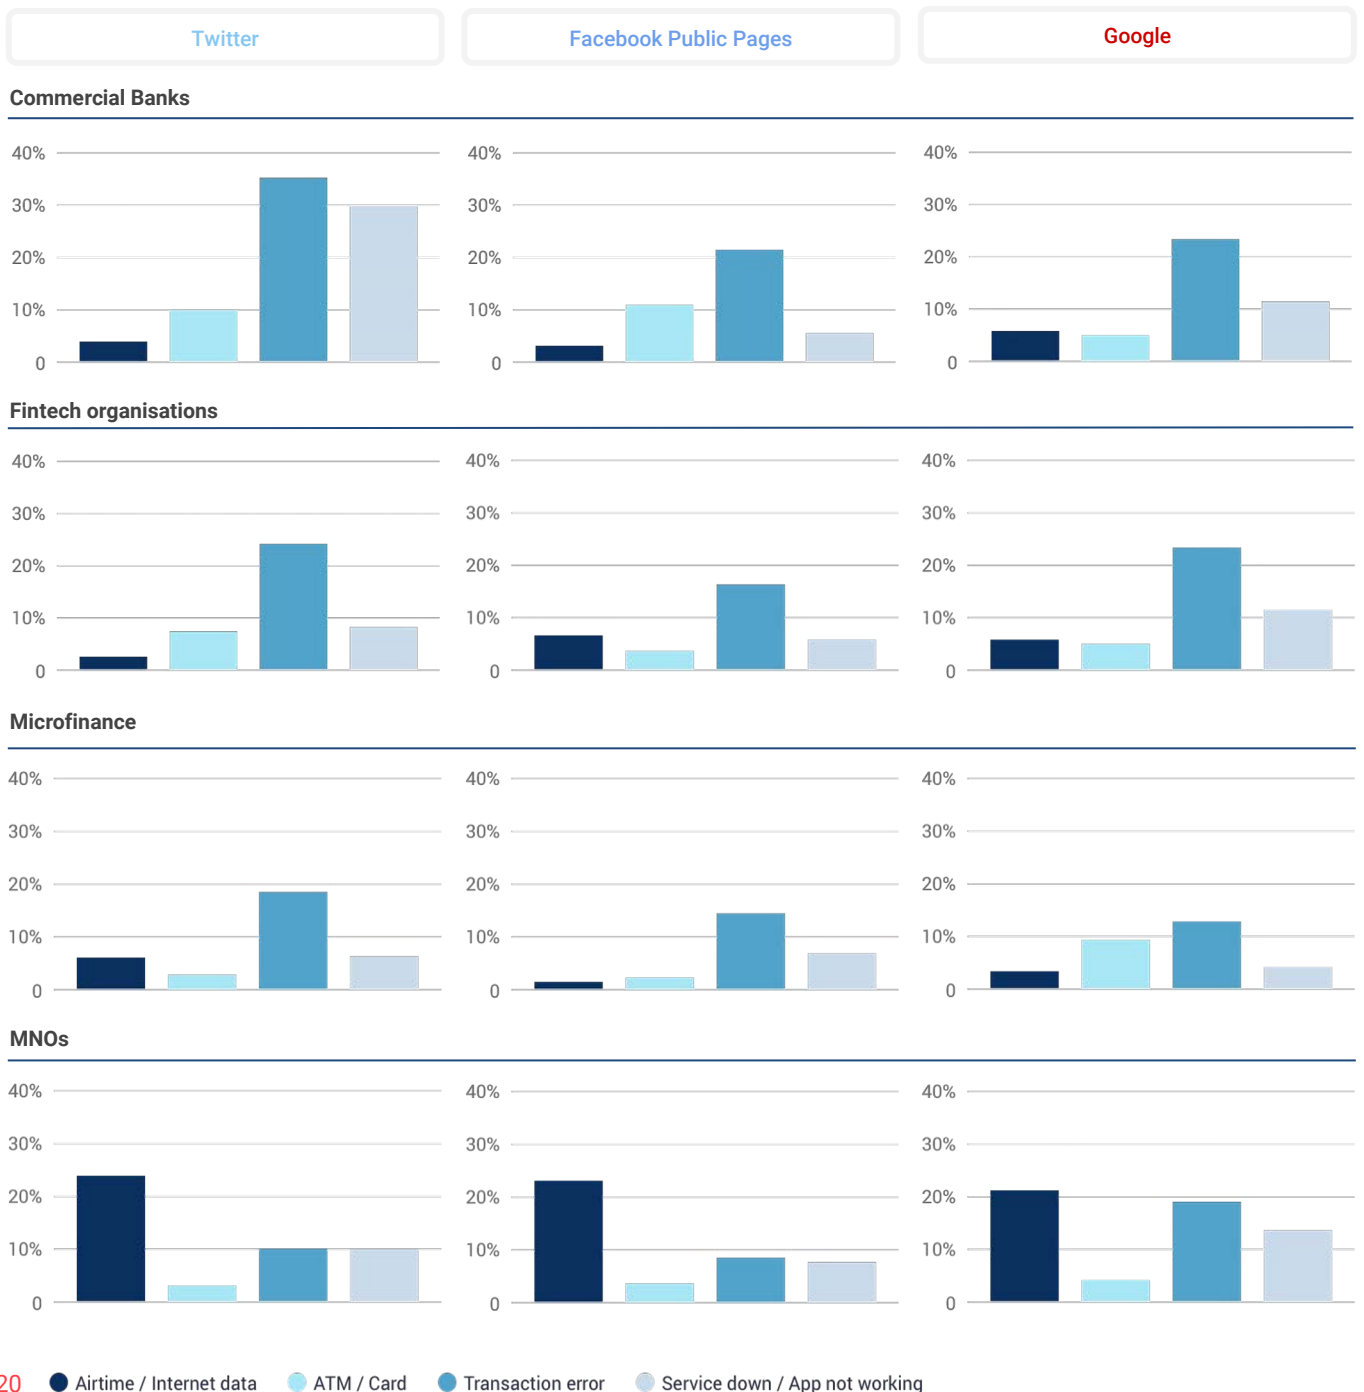 Twitter Facebook Public Pages Google
Commercial Banks
40% 40% 40%
30% 30% 30%
20% 20% 20%
10% 10% 10%
0 0 0
Fintech organisations
40% 40% 40%
30% 30% 30%
20% 20% 20%
10% 10% 10%
0 0 0
Microfinance
40% 40% 40%
30% 30% 30%
20% 20% 20%
10% 10% 10%
0 0 0
MNOs
40% 40% 40%
30% 30% 30%
20% 20% 20%
10% 10% 10%
0 0 0
20 Airtime / Internet data ATM / Card Transaction error Service down / App not working